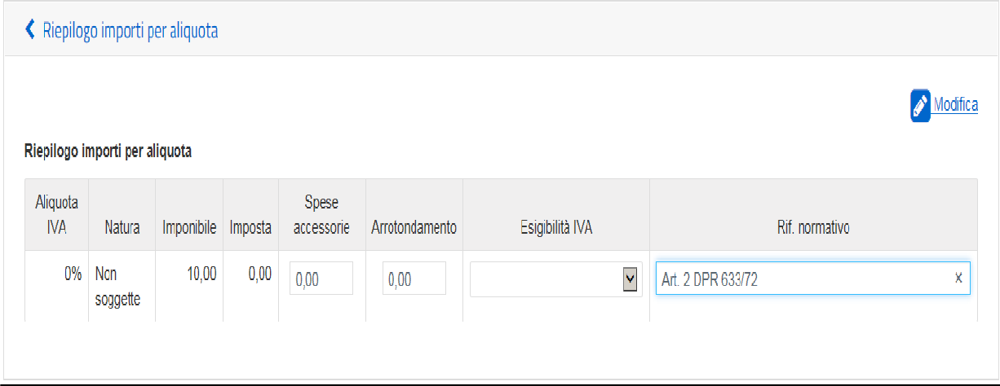 Riepilogo importi per aliquota
Modifica
Riepilogo importi per aliquota
Aliquota IVA Natura Imponibile Imposta Spese accessorie Arrotondamento Esigibilità IVA Rif. normativo
0% Non soggette 10,00 0,00 0,00 0,00 Art. 2 DPR 633/72 x